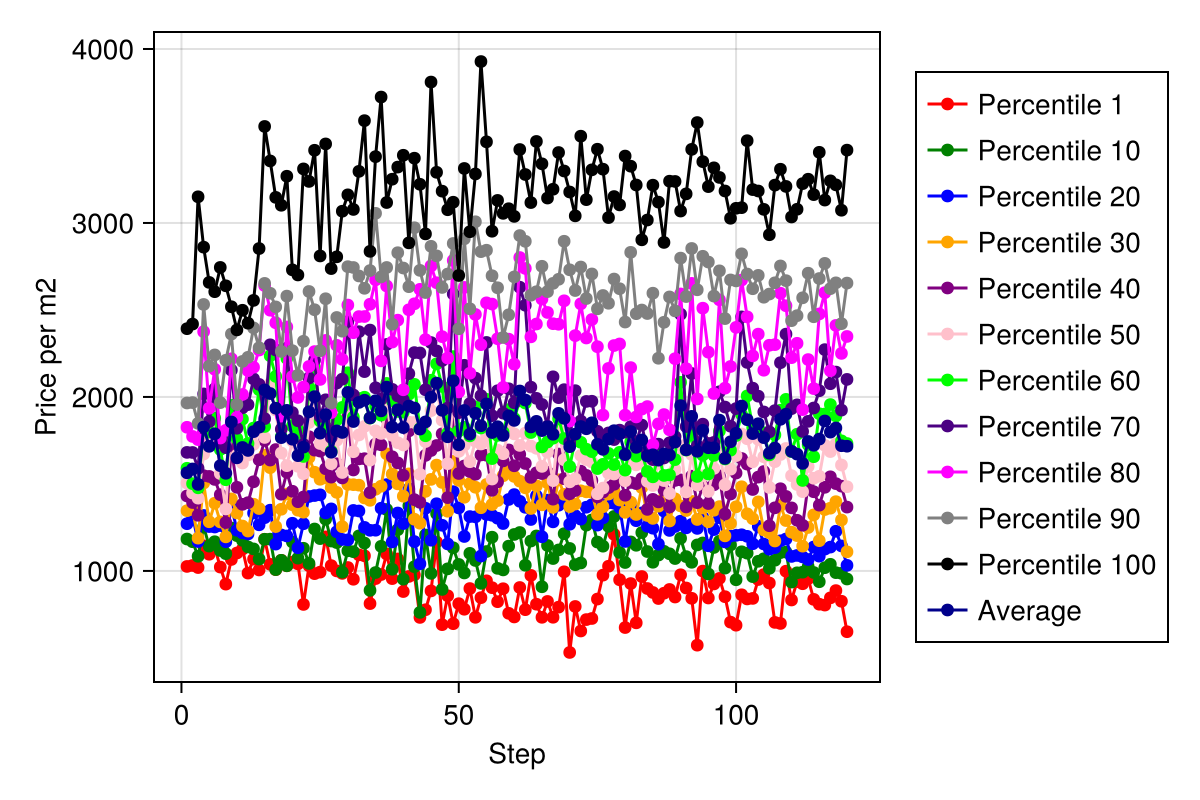 4000
3000
2000
1000
Price per m2
0
50
100
Step
Percentile 1
Percentile 10
Percentile 20
Percentile 30
Percentile 40
Percentile 50
Percentile 60
Percentile 70
Percentile 80
Percentile 90
Percentile 100
Average